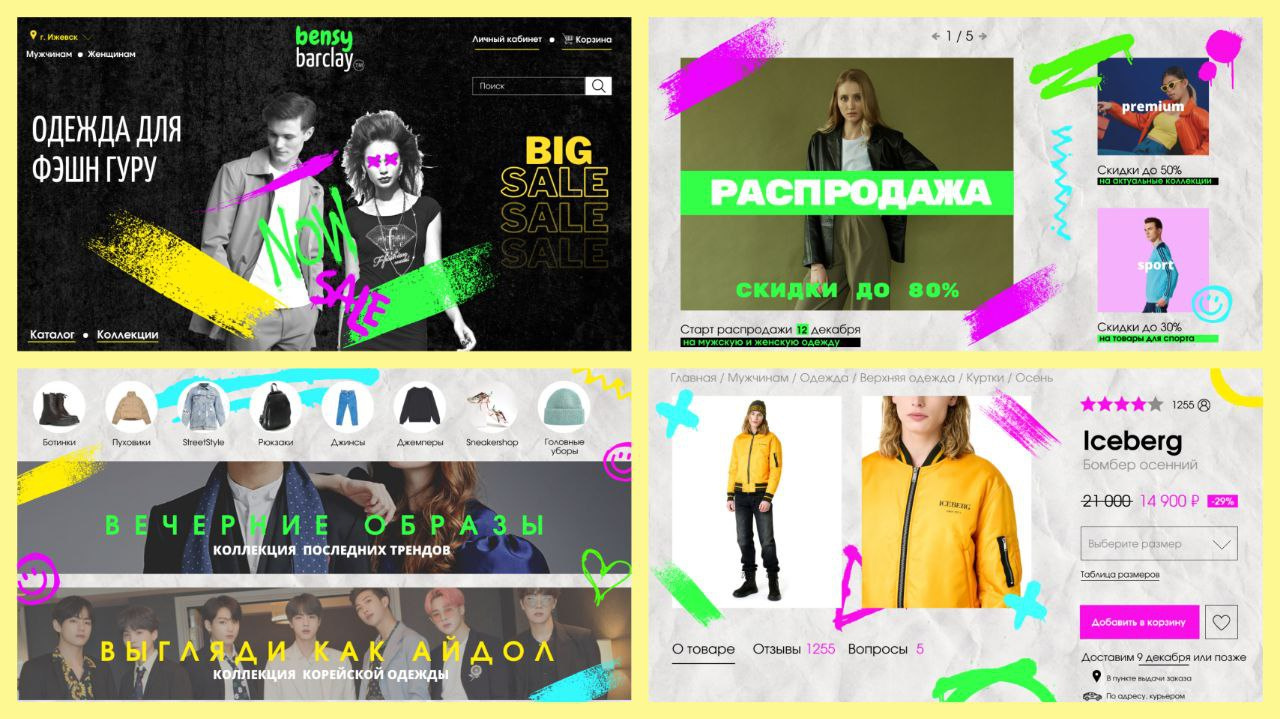 г. Ижевск
Мужчинам • Женщинам
bensy
barclay TM
Личный кабинет • Корзина
Поиск
ОДЕЖДА ДЛЯ
ФЭШН ГУРУ
BIG
SALE
SALE
SALE
NOW
SALE
Каталог • Коллекции
1 / 5
РАСПРОДАЖА
СКИДКИ ДО 80%
Старт распродажи 12 декабря
на мужскую и женскую одежду
premium
Скидки до 50%
на актуальные коллекции
sport
Скидки до 30%
на товары для спорта
Ботинки
Пуховики
StreetStyle
Рюкзаки
Джинсы
Джемперы
Sneakershop
Головные
уборы
ВЕЧЕРНИЕ ОБРАЗЫ
КОЛЛЕКЦИЯ ПОСЛЕДНИХ ТРЕНДОВ
ВЫГЛЯДИ КАК АЙДОЛ
КОЛЛЕКЦИЯ КОРЕЙСКОЙ ОДЕЖДЫ
Главная / Мужчинам / Одежда / Верхняя одежда / Куртки / Осень
ICEBERG
1255
Iceberg
Бомбер осенний
21 000 14 900 ₽ -29%
Выберите размер
Таблица размеров
Добавить в корзину
О товаре Отзывы 1255 Вопросы 5
Доставим 9 декабря или позже
В пункте выдачи заказа
По адресу, курьером